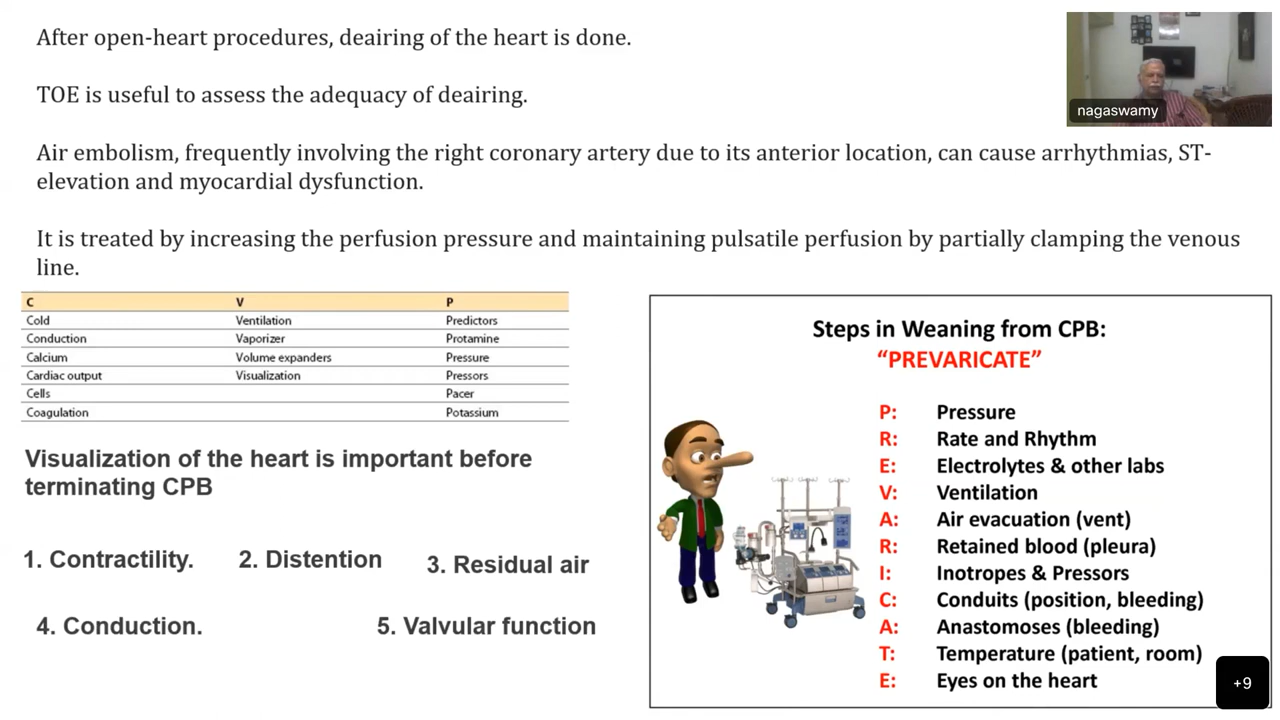 After open-heart procedures, deairing of the heart is done.
TOE is useful to assess the adequacy of deairing.
Air embolism, frequently involving the right coronary artery due to its anterior location, can cause arrhythmias, ST-
elevation and myocardial dysfunction.
It is treated by increasing the perfusion pressure and maintaining pulsatile perfusion by partially clamping the venous
line.
nagaswamy
C V P
Cold Ventilation Predictors
Conduction Vaporizer Protamine
Calcium Volume expanders Pressure
Cardiac output Visualization Pressors
Cells Pacer
Coagulation Potassium
Visualization of the heart is important before
terminating CPB
1. Contractility. 2. Distention 3. Residual air
4. Conduction. 5. Valvular function
Steps in Weaning from CPB:
“PREVARICATE”
P: Pressure
R: Rate and Rhythm
E: Electrolytes & other labs
V: Ventilation
A: Air evacuation (vent)
R: Retained blood (pleura)
I: Inotropes & Pressors
C: Conduits (position, bleeding)
A: Anastomoses (bleeding)
T: Temperature (patient, room)
E: Eyes on the heart
+9